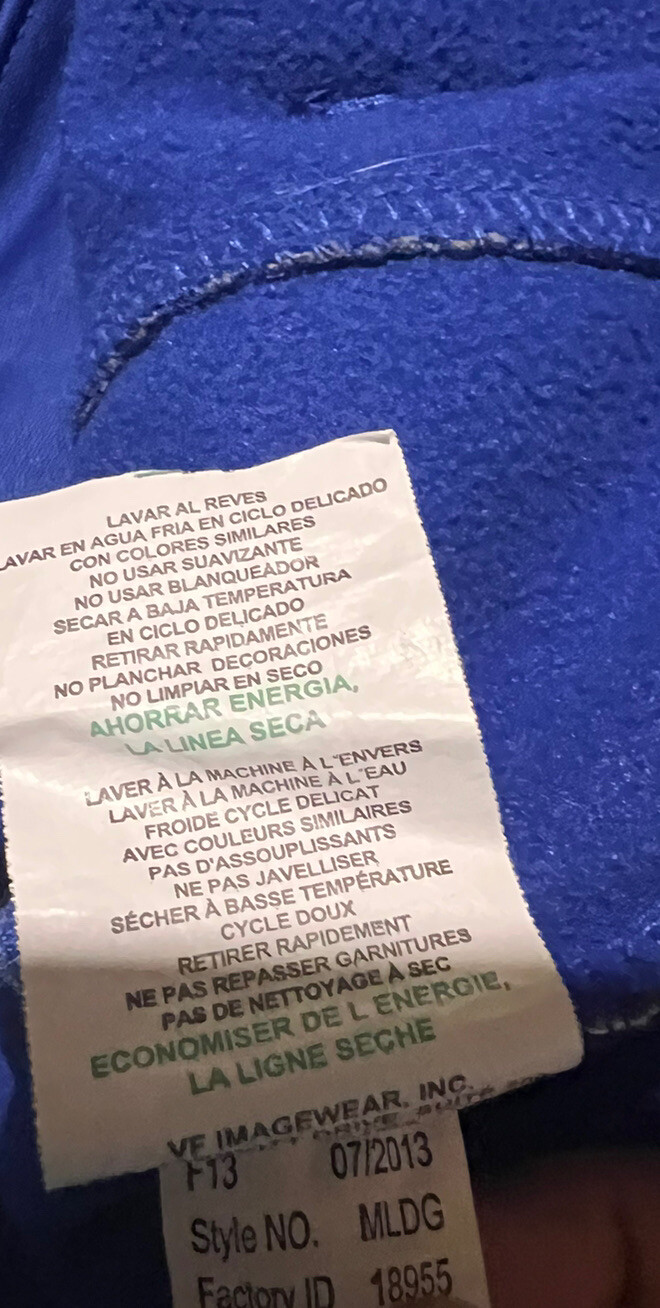 LAVAR AL REVES
LAVAR EN AGUA FRIA EN CICLO DELICADO
CON COLORES SIMILARES
NO USAR SUAVIZANTE
NO USAR BLANQUEADOR
SECAR A BAJA TEMPERATURA
EN CICLO DELICADO
RETIRAR RAPIDAMENTE
NO PLANCHAR DECORACIONES
NO LIMPIAR EN SECO
AHORRAR ENERGIA,
LA LINEA SECA
LAVER À LA MACHINE À L"ENVERS
LAVER À LA MACHINE À L"EAU
FROIDE CYCLE DELICAT
AVEC COULEURS SIMILAIRES
PAS D'ASSOUPLISSANTS
NE PAS JAVELLISER
SÉCHER À BASSE TEMPÉRATURE
CYCLE DOUX
RETIRER RAPIDEMENT
NE PAS REPASSER GARNITURES
PAS DE NETTOYAGE À SEC
ECONOMISER DE L ENERGIE,
LA LIGNE SECHE
VF IMAGEWEAR, INC.
DRIVE,
F13 07/2013
Style NO. MLDG
Factory ID 18955